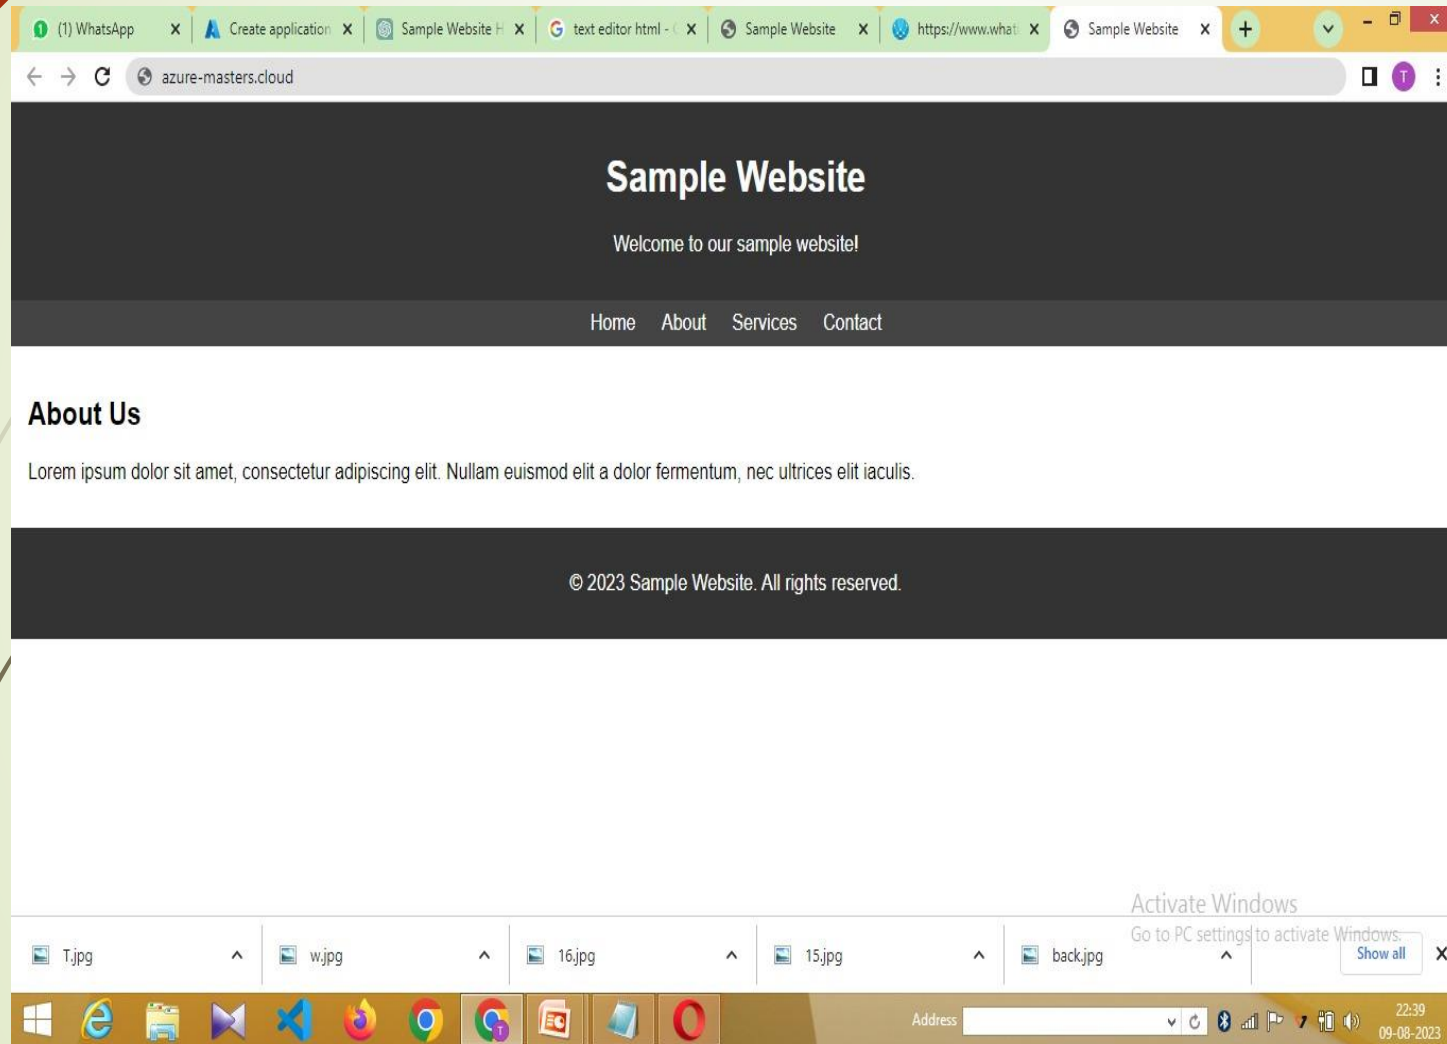 1 (1) WhatsApp
Create application
Sample Website H
G text editor html - G
Sample Website
https://www.what
Sample Website
azure-masters.cloud
T
Sample Website
Welcome to our sample website!
Home About Services Contact
About Us
Lorem ipsum dolor sit amet, consectetur adipiscing elit. Nullam euismod elit a dolor fermentum, nec ultrices elit iaculis.
© 2023 Sample Website. All rights reserved.
Activate Windows
Go to PC settings to activate Windows.
T.jpg
w.jpg
16.jpg
15.jpg
back.jpg
Show all
Address
22:39
09-08-2023